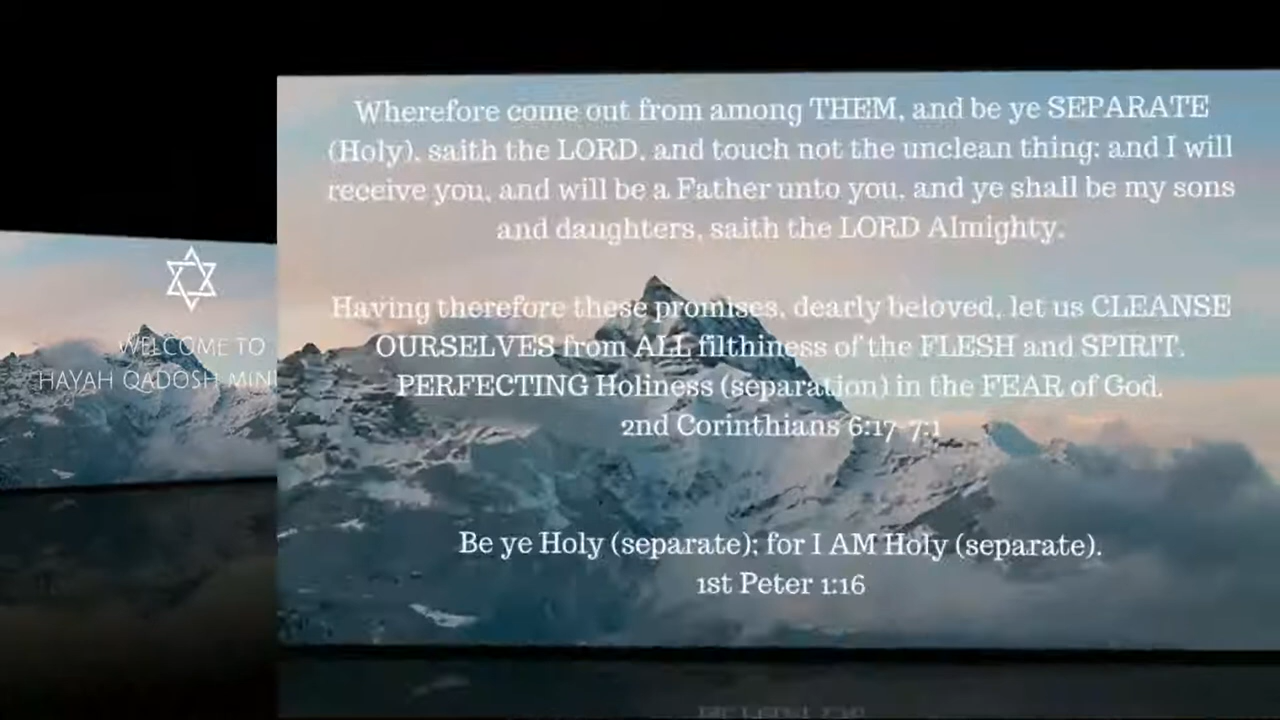 WELCOME TO
HAYAH QADOSH MIN
Wherefore come out from among THEM, and be ye SEPARATE
(Holy), saith the LORD, and touch not the unclean thing; and I will
receive you, and will be a Father unto you, and ye shall be my sons
and daughters, saith the LORD Almighty.
Having therefore these promises, dearly beloved, let us CLEANSE
OURSELVES from ALL filthiness of the FLESH and SPIRIT,
PERFECTING Holiness (separation) in the FEAR of God.
2nd Corinthians 6:17-7:1
Be ye Holy (separate); for I AM Holy (separate).
1st Peter 1:16